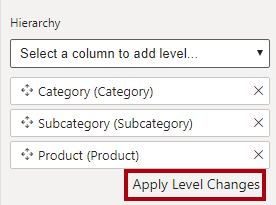 Hierarchy
Select a column to add level...
Category (Category)
Subcategory (Subcategory)
Product (Product)
Apply Level Changes